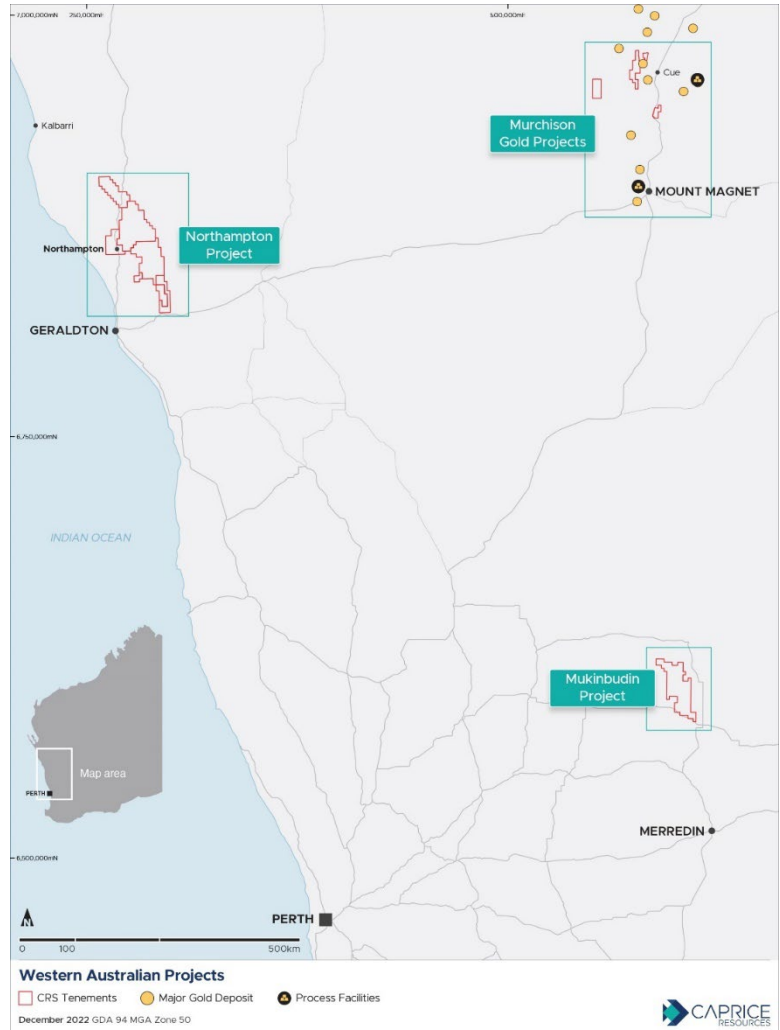 7,000,000mN
250,000mE
500,000mE
Kalbarri
Cue
Murchison
Gold Projects
MOUNT MAGNET
Northampton
Project
Northampton
GERALDTON
6,750,000mN
INDIAN OCEAN
Mukinbudin
Project
Map area
PERTH
MERREDIN
6,500,000mN
PERTH
N
0 100 500km
Western Australian Projects
CRS Tenements Major Gold Deposit Process Facilities
December 2022 GDA 94 MGA Zone 50
CAPRICE
RESOURCES